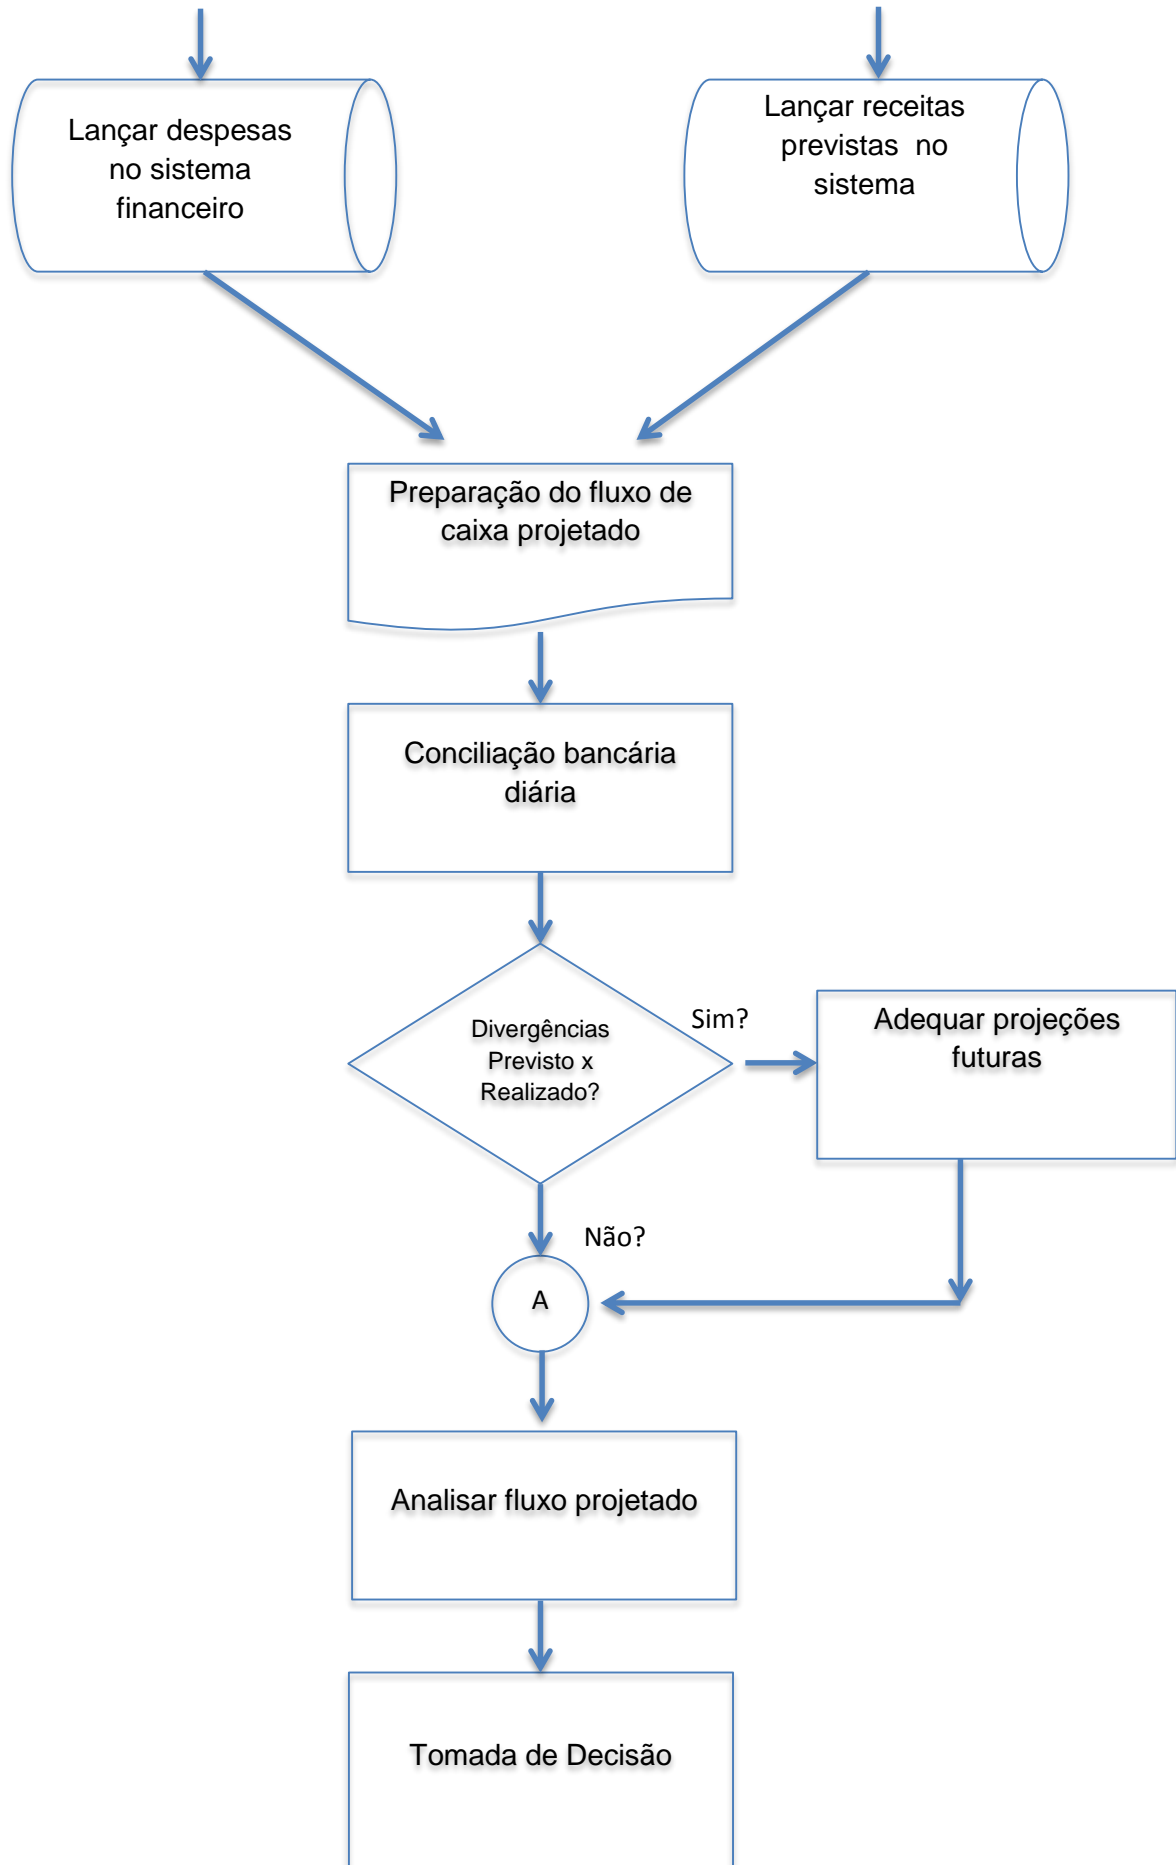 Lançar despesas
no sistema
financeiro
Lançar receitas
previstas no
sistema
Preparação do fluxo de
caixa projetado
Conciliação bancária
diária
Divergências
Previsto x
Realizado?
Sim?
Adequar projeções
futuras
Não?
A
Analisar fluxo projetado
Tomada de Decisão